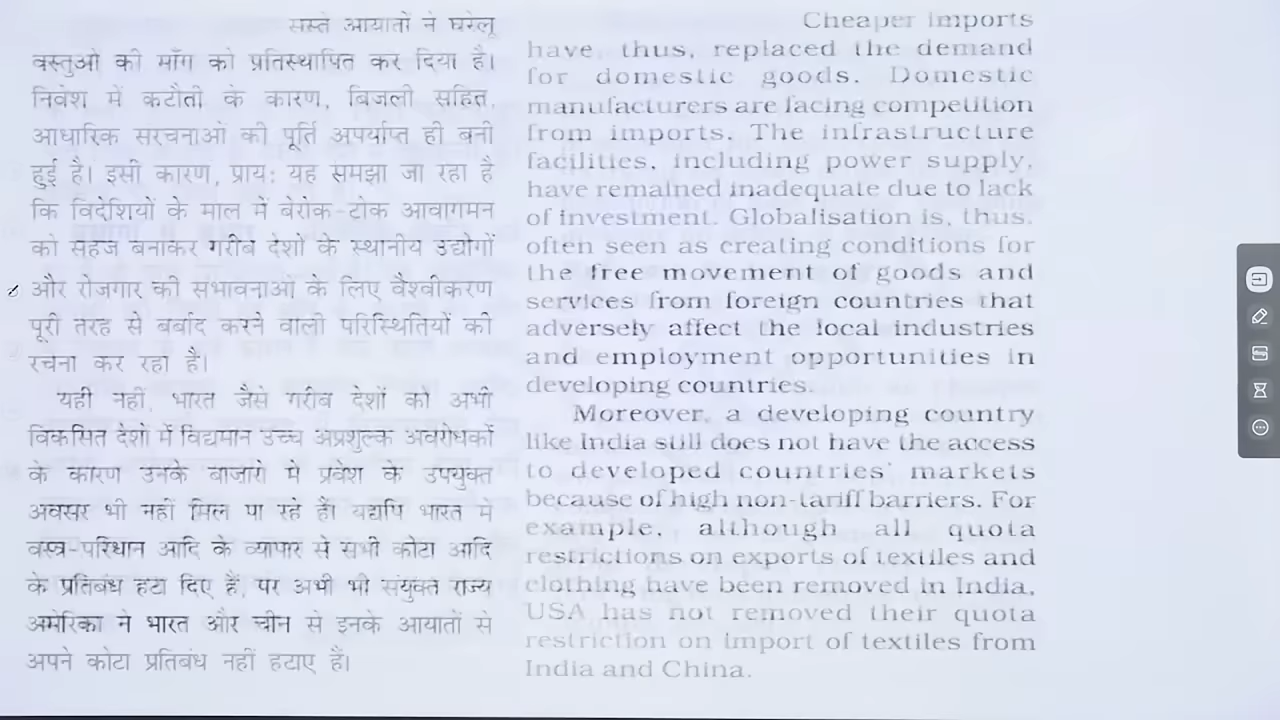 सस्ते आयातों ने घरेलू
वस्तुओं की माँग को प्रतिस्थापित कर दिया है।
निवेश में कटौती के कारण, बिजली सहित,
आधारिक संरचनाओं की पूर्ति अपर्याप्त ही बनी
हुई है। इसी कारण, प्राय: यह समझा जा रहा है
कि विदेशियों के माल में बेरोक-टोक आवागमन
को सहज बनाकर गरीब देशों के स्थानीय उद्योगों
और रोजगार की संभावनाओं के लिए वैश्वीकरण
पूरी तरह से बर्बाद करने वाली परिस्थितियों की
रचना कर रहा है।
यही नहीं, भारत जैसे गरीब देशों को अभी
विकसित देशों में विद्यमान उच्च अप्रशुल्क अवरोधकों
के कारण उनके बाजारों में प्रवेश के उपयुक्त
अवसर भी नहीं मिल पा रहे हैं। यद्यपि भारत में
वस्त्र-परिधान आदि के व्यापार से सभी कोटा आदि
के प्रतिबंध हटा दिए हैं, पर अभी भी संयुक्त राज्य
अमेरिका ने भारत और चीन से इनके आयातों से
अपने कोटा प्रतिबंध नहीं हटाए हैं।
Cheaper imports
have, thus, replaced the demand
for domestic goods. Domestic
manufacturers are facing competition
from imports. The infrastructure
facilities, including power supply,
have remained inadequate due to lack
of investment. Globalisation is, thus,
often seen as creating conditions for
the free movement of goods and
services from foreign countries that
adversely affect the local industries
and employment opportunities in
developing countries.
Moreover, a developing country
like India still does not have the access
to developed countries' markets
because of high non-tariff barriers. For
example, although all quota
restrictions on exports of textiles and
clothing have been removed in India,
USA has not removed their quota
restriction on import of textiles from
India and China.